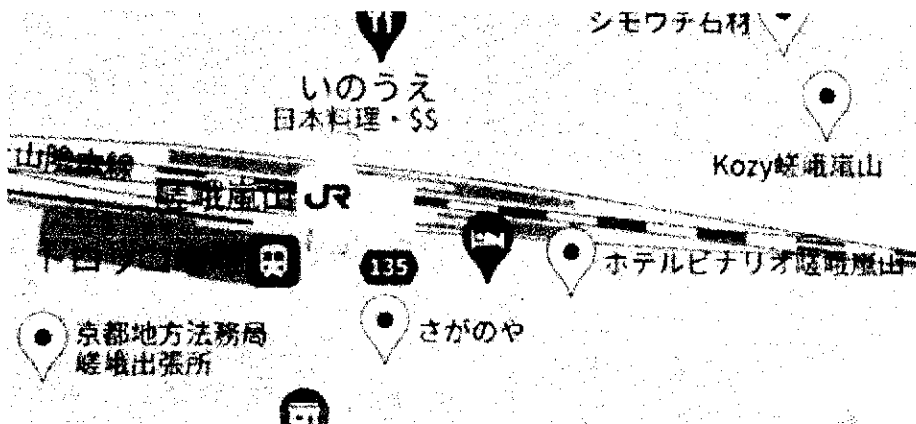 シモウチ石材
いのうえ
日本料理・SS
Kozy嵯峨嵐山
山陰本線
嵯峨嵐山 JR
135
ホテルビナリオ嵯峨嵐山
京都地方法務局
嵯峨出張所
さがのや